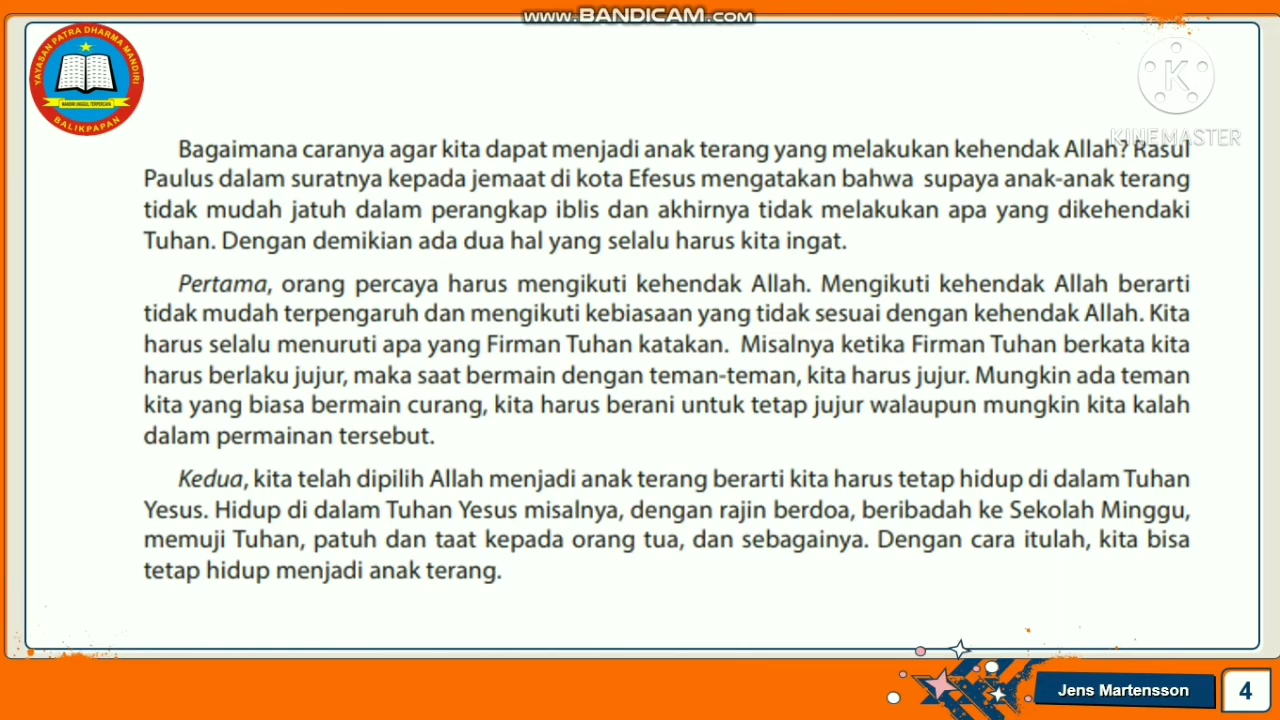 www.BANDICAM.com
YAYASAN PATRA DHARMA MANDIRI
MANDIRI UNGGUL TERPERCAYA
BALIKPAPAN
K
KINEMASTER
Bagaimana caranya agar kita dapat menjadi anak terang yang melakukan kehendak Allah? Rasul
Paulus dalam suratnya kepada jemaat di kota Efesus mengatakan bahwa supaya anak-anak terang
tidak mudah jatuh dalam perangkap iblis dan akhirnya tidak melakukan apa yang dikehendaki
Tuhan. Dengan demikian ada dua hal yang selalu harus kita ingat.
Pertama, orang percaya harus mengikuti kehendak Allah. Mengikuti kehendak Allah berarti
tidak mudah terpengaruh dan mengikuti kebiasaan yang tidak sesuai dengan kehendak Allah. Kita
harus selalu menuruti apa yang Firman Tuhan katakan. Misalnya ketika Firman Tuhan berkata kita
harus berlaku jujur, maka saat bermain dengan teman-teman, kita harus jujur. Mungkin ada teman
kita yang biasa bermain curang, kita harus berani untuk tetap jujur walaupun mungkin kita kalah
dalam permainan tersebut.
Kedua, kita telah dipilih Allah menjadi anak terang berarti kita harus tetap hidup di dalam Tuhan
Yesus. Hidup di dalam Tuhan Yesus misalnya, dengan rajin berdoa, beribadah ke Sekolah Minggu,
memuji Tuhan, patuh dan taat kepada orang tua, dan sebagainya. Dengan cara itulah, kita bisa
tetap hidup menjadi anak terang.
Jens Martensson
4